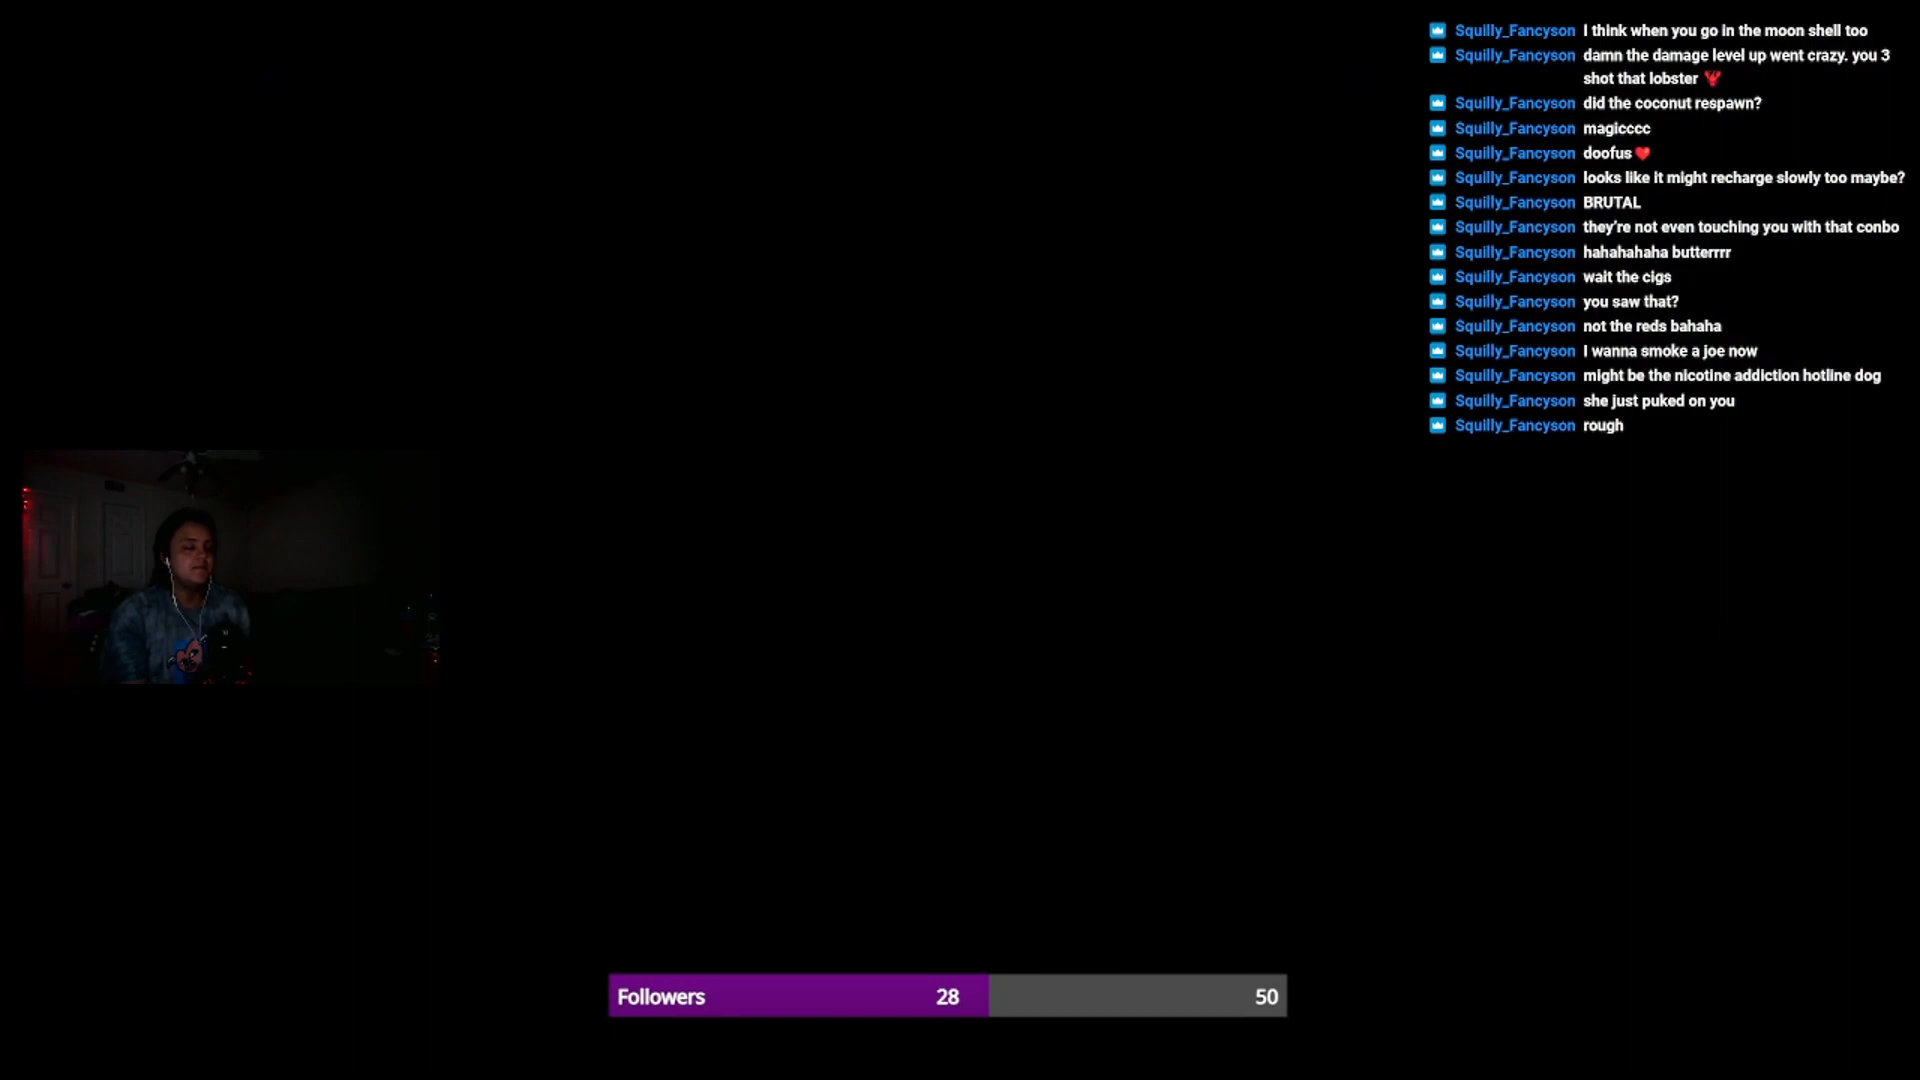 Squilly_Fancyson I think when you go in the moon shell too
Squilly_Fancyson damn the damage level up went crazy. you 3
shot that lobster 🦞
Squilly_Fancyson did the coconut respawn?
Squilly_Fancyson magicccc
Squilly_Fancyson doofus❤️
Squilly_Fancyson looks like it might recharge slowly too maybe?
Squilly_Fancyson BRUTAL
Squilly_Fancyson they're not even touching you with that conbo
Squilly_Fancyson hahahahaha butterrrr
Squilly_Fancyson wait the cigs
Squilly_Fancyson you saw that?
Squilly_Fancyson not the reds bahaha
Squilly_Fancyson I wanna smoke a joe now
Squilly_Fancyson might be the nicotine addiction hotline dog
Squilly_Fancyson she just puked on you
Squilly_Fancyson rough
Followers 28 50